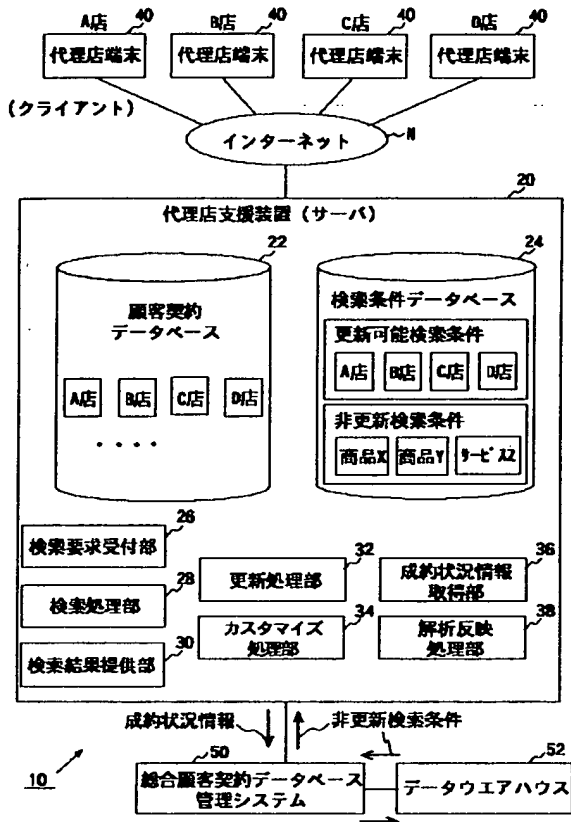 A店 40 B店 40 C店 40 D店 40
代理店端末 代理店端末 代理店端末 代理店端末
(クライアント)
インターネット N
20
代理店支援装置(サーバ)
22 24
顧客契約
データベース
A店 B店 C店 D店
・・・・
検索条件データベース
更新可能検索条件
A店 B店 C店 D店
非更新検索条件
商品X 商品Y サービスZ
26
検索要求受付部
28
検索処理部
30
検索結果提供部
32
更新処理部
34
カスタマイズ
処理部
36
成約状況情報
取得部
38
解析反映
処理部
成約状況情報 非更新検索条件
10
50
総合顧客契約データベース
管理システム
52
データウエアハウス